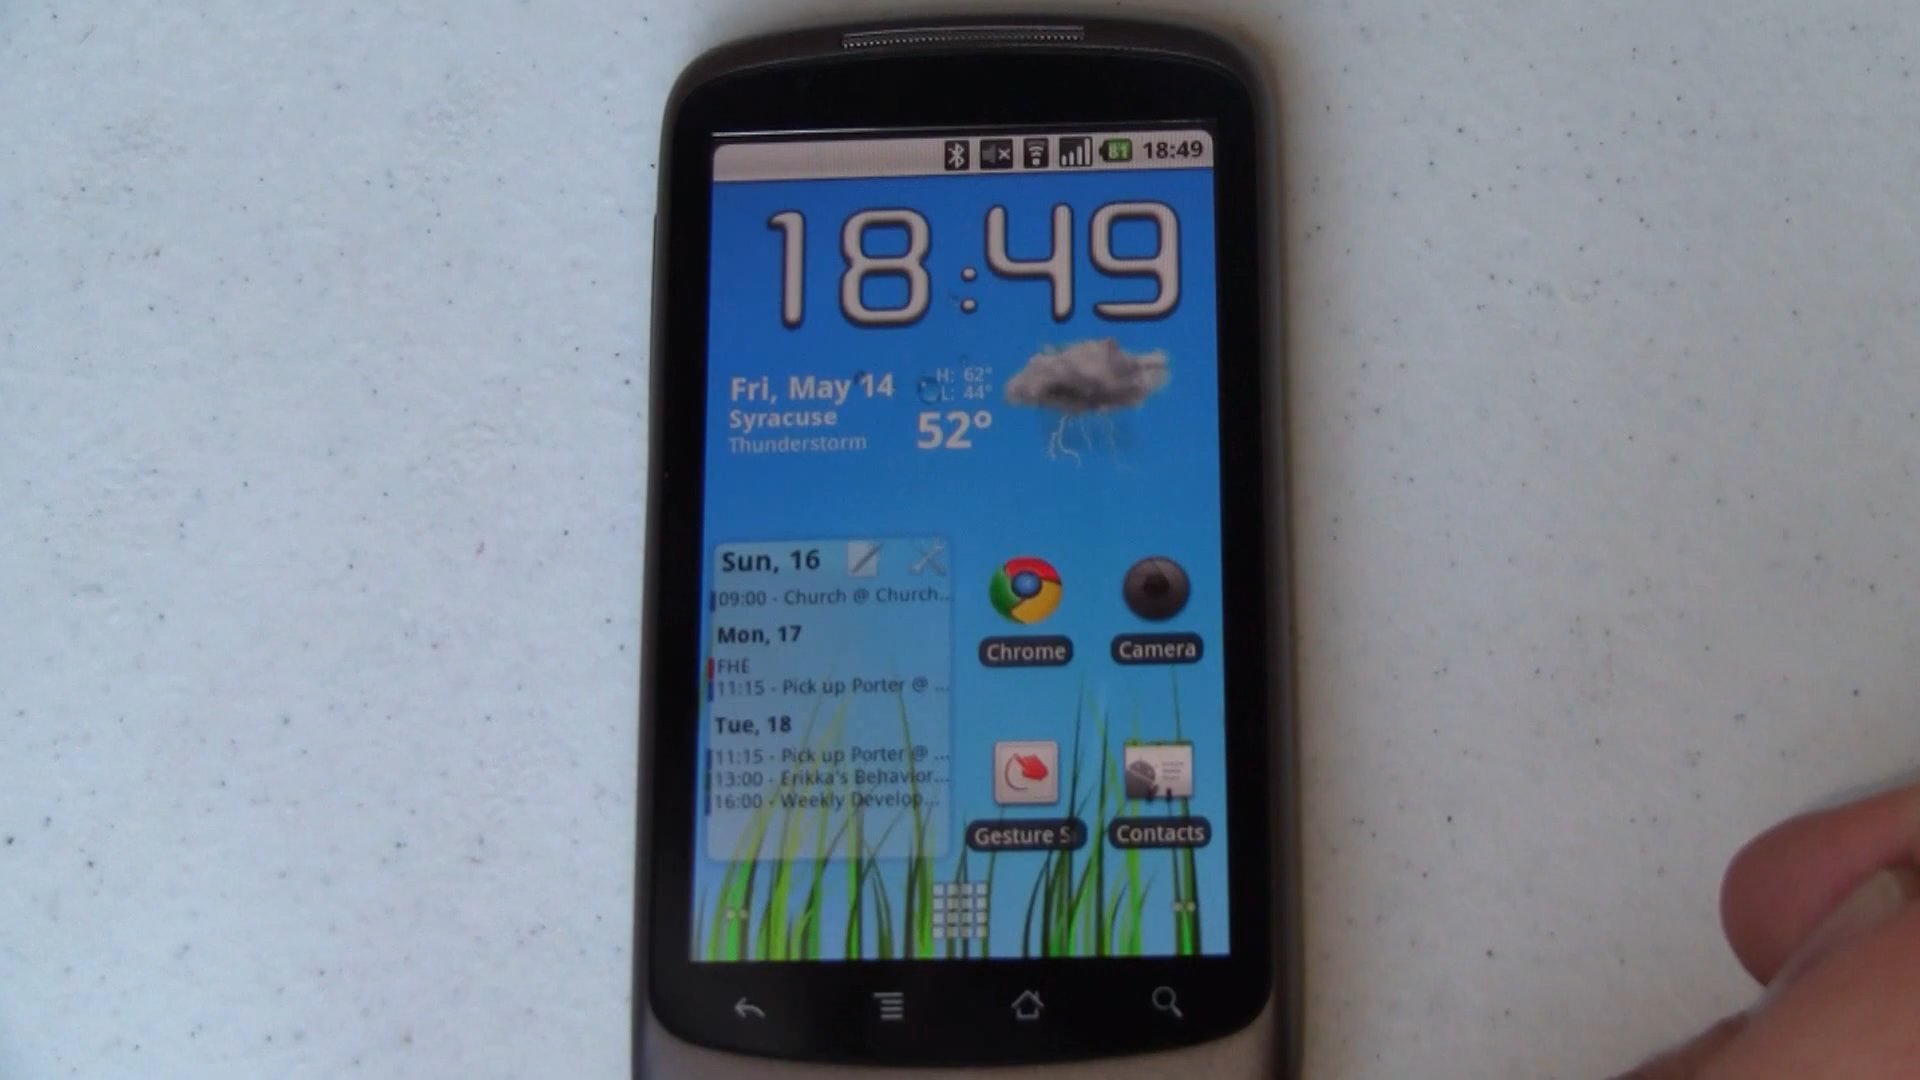 81 18:49
18:49
Fri, May 14
Syracuse
Thunderstorm
H: 62°
L: 44°
52°
Sun, 16
09:00 - Church @ Church...
Mon, 17
FHE
11:15 - Pick up Porter @ ...
Tue, 18
11:15 - Pick up Porter @ ...
13:00 - Erikka's Behavior...
16:00 - Weekly Develop...
Chrome
Camera
Gesture S
Contacts